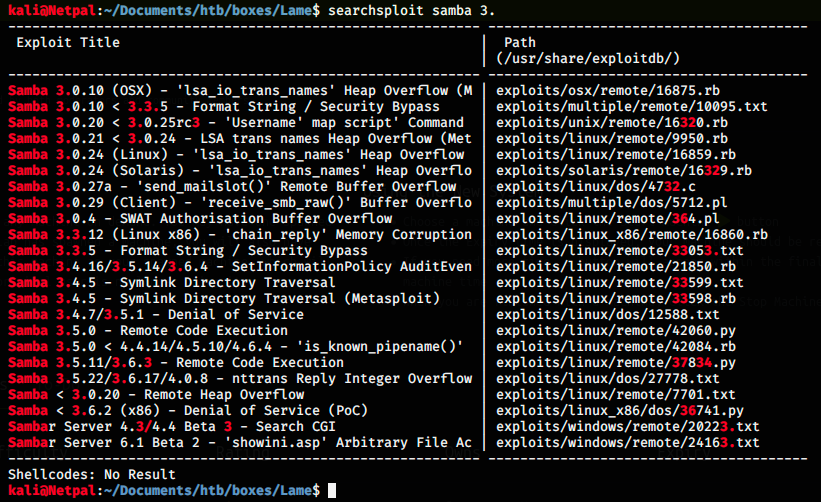 kali@Netpal:~/Documents/htb/boxes/Lame$ searchsploit samba 3.
Exploit Title | Path
| (/usr/share/exploitdb/)
Samba 3.0.10 (OSX) - 'lsa_io_trans_names' Heap Overflow (M | exploits/osx/remote/16875.rb
Samba 3.0.10 < 3.3.5 - Format String / Security Bypass | exploits/multiple/remote/10095.txt
Samba 3.0.20 < 3.0.25rc3 - 'Username' map script' Command | exploits/unix/remote/16320.rb
Samba 3.0.21 < 3.0.24 - LSA trans names Heap Overflow (Met | exploits/linux/remote/9950.rb
Samba 3.0.24 (Linux) - 'lsa_io_trans_names' Heap Overflow | exploits/linux/remote/16859.rb
Samba 3.0.24 (Solaris) - 'lsa_io_trans_names' Heap Overflo | exploits/solaris/remote/16329.rb
Samba 3.0.27a - 'send_mailslot()' Remote Buffer Overflow | exploits/linux/dos/4732.c
Samba 3.0.29 (Client) - 'receive_smb_raw()' Buffer Overflo | exploits/multiple/dos/5712.pl
Samba 3.0.4 - SWAT Authorisation Buffer Overflow | exploits/linux/remote/364.pl
Samba 3.3.12 (Linux x86) - 'chain_reply' Memory Corruption | exploits/linux_x86/remote/16860.rb
Samba 3.3.5 - Format String / Security Bypass | exploits/linux/remote/33053.txt
Samba 3.4.16/3.5.14/3.6.4 - SetInformationPolicy AuditEven | exploits/linux/remote/21850.rb
Samba 3.4.5 - Symlink Directory Traversal | exploits/linux/remote/33599.txt
Samba 3.4.5 - Symlink Directory Traversal (Metasploit) | exploits/linux/remote/33598.rb
Samba 3.4.7/3.5.1 - Denial of Service | exploits/linux/dos/12588.txt
Samba 3.5.0 - Remote Code Execution | exploits/linux/remote/42060.py
Samba 3.5.0 < 4.4.14/4.5.10/4.6.4 - 'is_known_pipename()' | exploits/linux/remote/42084.rb
Samba 3.5.11/3.6.3 - Remote Code Execution | exploits/linux/remote/37834.py
Samba 3.5.22/3.6.17/4.0.8 - nttrans Reply Integer Overflow | exploits/linux/dos/27778.txt
Samba < 3.0.20 - Remote Heap Overflow | exploits/linux/remote/7701.txt
Samba < 3.6.2 (x86) - Denial of Service (PoC) | exploits/linux_x86/dos/36741.py
Sambar Server 4.3/4.4 Beta 3 - Search CGI | exploits/windows/remote/20223.txt
Sambar Server 6.1 Beta 2 - 'showini.asp' Arbitrary File Ac | exploits/windows/remote/24163.txt
Shellcodes: No Result
kali@Netpal:~/Documents/htb/boxes/Lame$